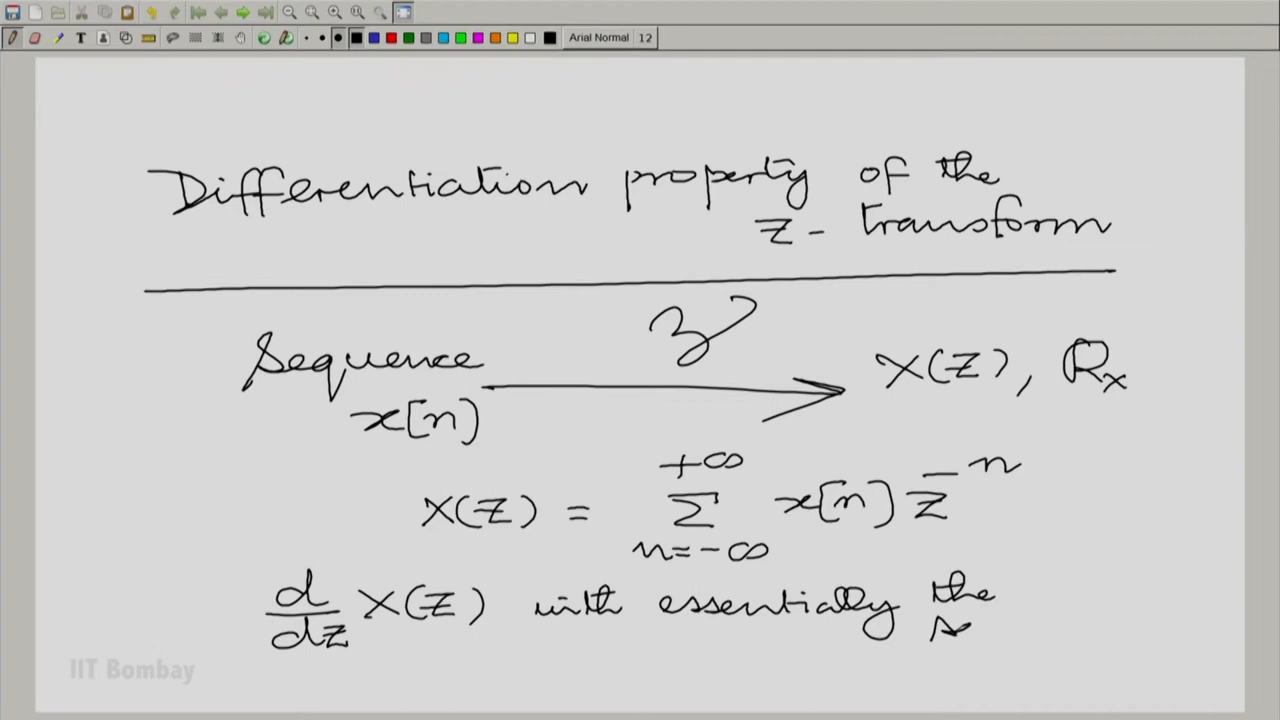 Arial Normal 12
Differentiation property of the
z - transform
Sequence x[n] Z X(Z), Rx
X(Z) = +∞ Σ n=-∞ x[n] z^-n
d/dz X(Z) with essentially the
s
IIT Bombay